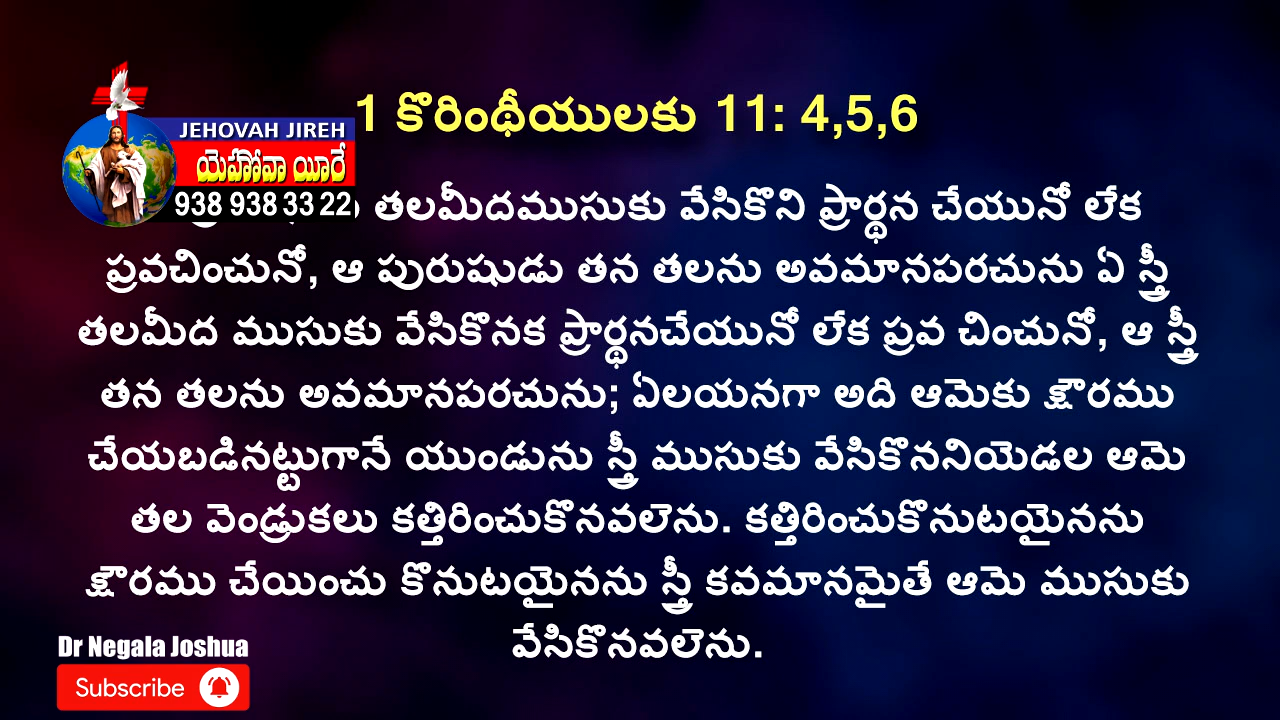 1 కొరింథీయులకు 11: 4,5,6
JEHOVAH JIREH
యెహోవా యీరే
938 938 33 22
తలమీదముసుకు వేసికొని ప్రార్థన చేయునో లేక
ప్రవచించునో, ఆ పురుషుడు తన తలను అవమానపరచును ఏ స్త్రీ
తలమీద ముసుకు వేసికొనక ప్రార్థనచేయునో లేక ప్రవ చించునో, ఆ స్త్రీ
తన తలను అవమానపరచును; ఏలయనగా అది ఆమెకు క్షౌరము
చేయబడినట్టుగానే యుండును స్త్రీ ముసుకు వేసికొననియెడల ఆమె
తల వెండ్రుకలు కత్తిరించుకొనవలెను. కత్తిరించుకొనుటయైనను
క్షౌరము చేయించు కొనుటయైనను స్త్రీ కవమానమైతే ఆమె ముసుకు
వేసికొనవలెను.
Dr Negala Joshua
Subscribe